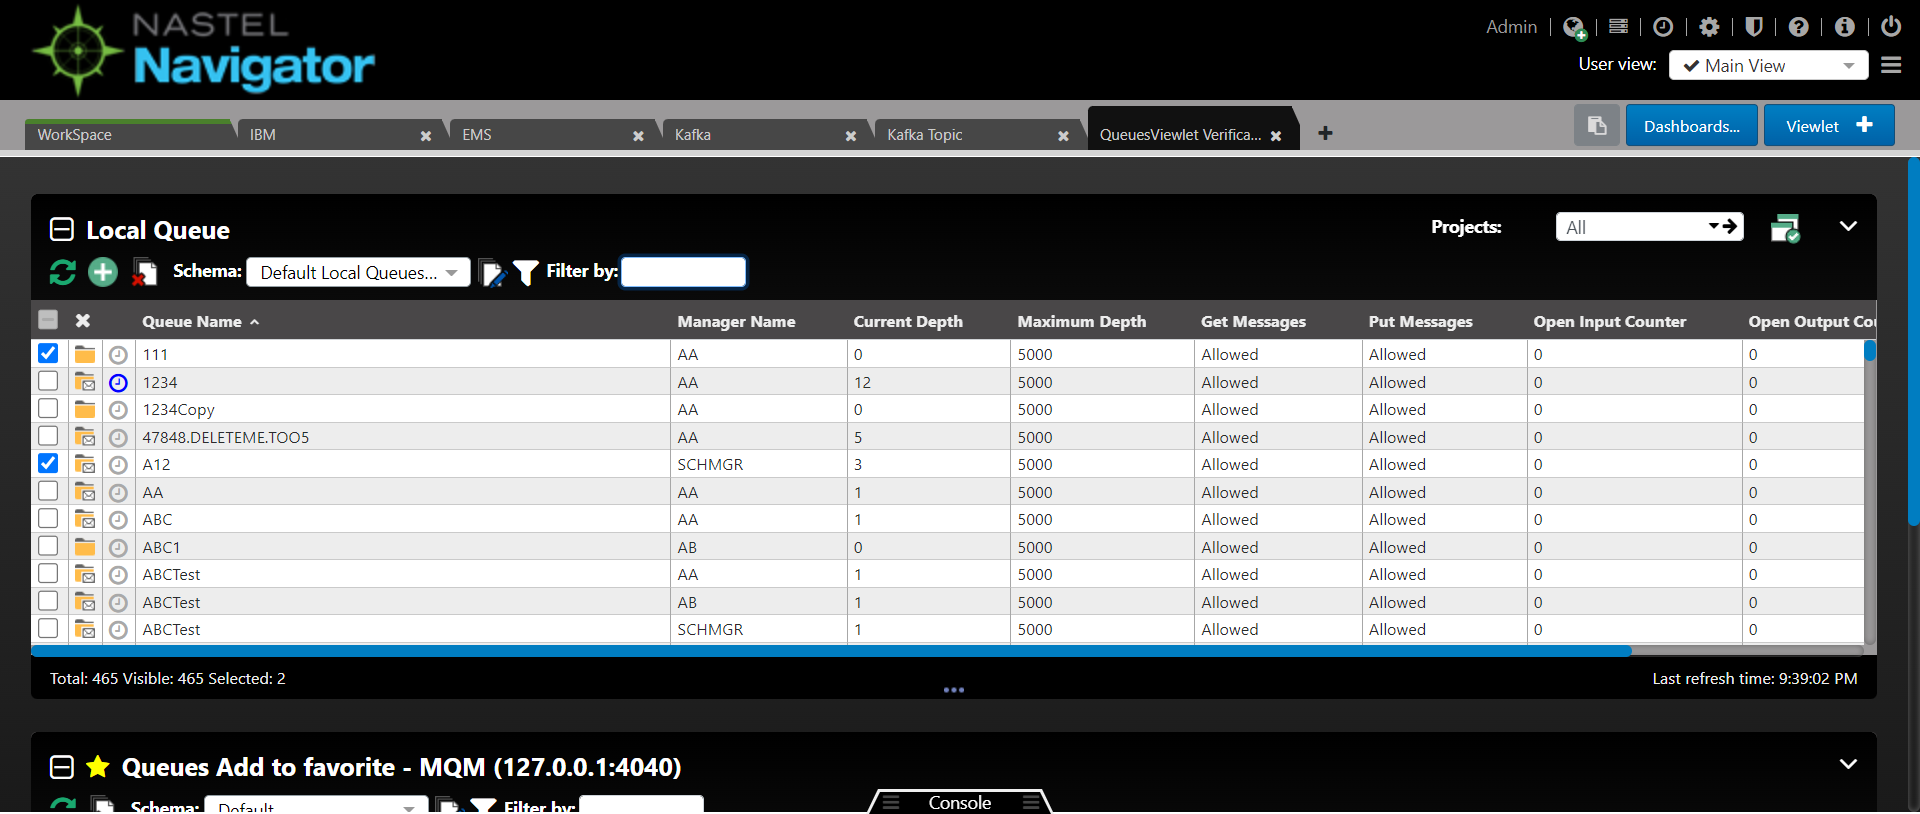 NASTEL
Navigator
Admin
User view: Main View
WorkSpace IBM EMS Kafka Kafka Topic QueuesViewlet Verifica...
Dashboards... Viewlet
Local Queue
Projects: All
Schema: Default Local Queues... Filter by:
Queue Name Manager Name Current Depth Maximum Depth Get Messages Put Messages Open Input Counter Open Output Cou
111 AA 0 5000 Allowed Allowed 0 0
1234 AA 12 5000 Allowed Allowed 0 0
1234Copy AA 0 5000 Allowed Allowed 0 0
47848.DELETEME.TOO5 AA 5 5000 Allowed Allowed 0 0
A12 SCHMGR 3 5000 Allowed Allowed 0 0
AA AA 1 5000 Allowed Allowed 0 0
ABC AA 1 5000 Allowed Allowed 0 0
ABC1 AB 0 5000 Allowed Allowed 0 0
ABCTest AA 1 5000 Allowed Allowed 0 0
ABCTest AB 1 5000 Allowed Allowed 0 0
ABCTest SCHMGR 1 5000 Allowed Allowed 0 0
Total: 465 Visible: 465 Selected: 2
Last refresh time: 9:39:02 PM
Queues Add to favorite - MQM (127.0.0.1:4040)
Schema: Default Filter by:
Console